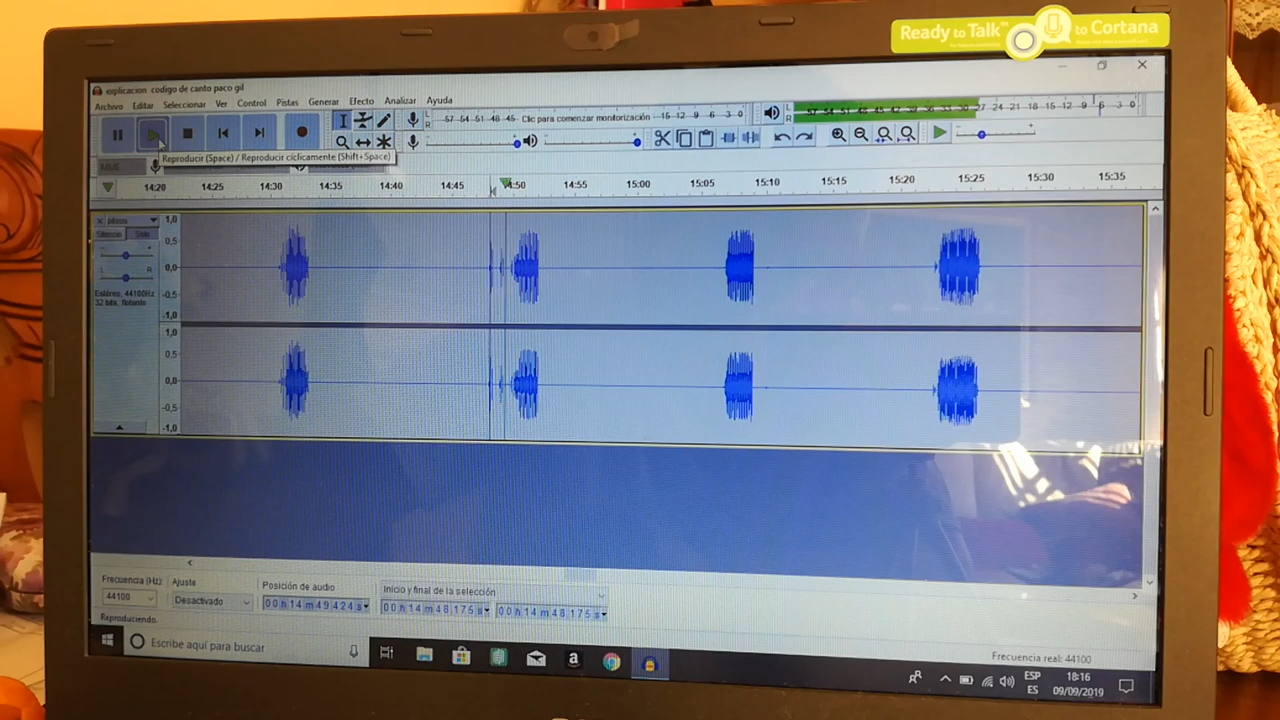 Ready to Talk™ to Cortana
explicacion codigo de canto paco gil
Archivo Editar Seleccionar Ver Control Pistas Generar Efecto Analizar Ayuda
-57 -54 -51 -48 -45- Clic para comenzar monitorización -15 -12 -9 -6 -3 0
-57 -54 -51 -48 -45 -42 -39 -36 -33 -30 -27 -24 -21 -18 -15 -12 -9 -6 -3 0
L
R
MME
Reproducir (Space) / Reproducir cíclicamente (Shift+Space)
14:20 14:25 14:30 14:35 14:40 14:45 14:50 14:55 15:00 15:05 15:10 15:15 15:20 15:25 15:30 15:35
Silencio Solo
L R
Estéreo, 44100Hz
32 bits, flotante
1,0
0,5
0,0
-0,5
-1,0
1,0
0,5
0,0
-0,5
-1,0
Frecuencia (Hz) Ajuste Posición de audio Inicio y final de la selección
44100 Desactivado 00 h 14 m 49.424 s 00 h 14 m 48.175 s 00 h 14 m 48.175 s
Reproduciendo.
Frecuencia real: 44100
Escribe aquí para buscar
a
ESP
ES
18:16
09/09/2019